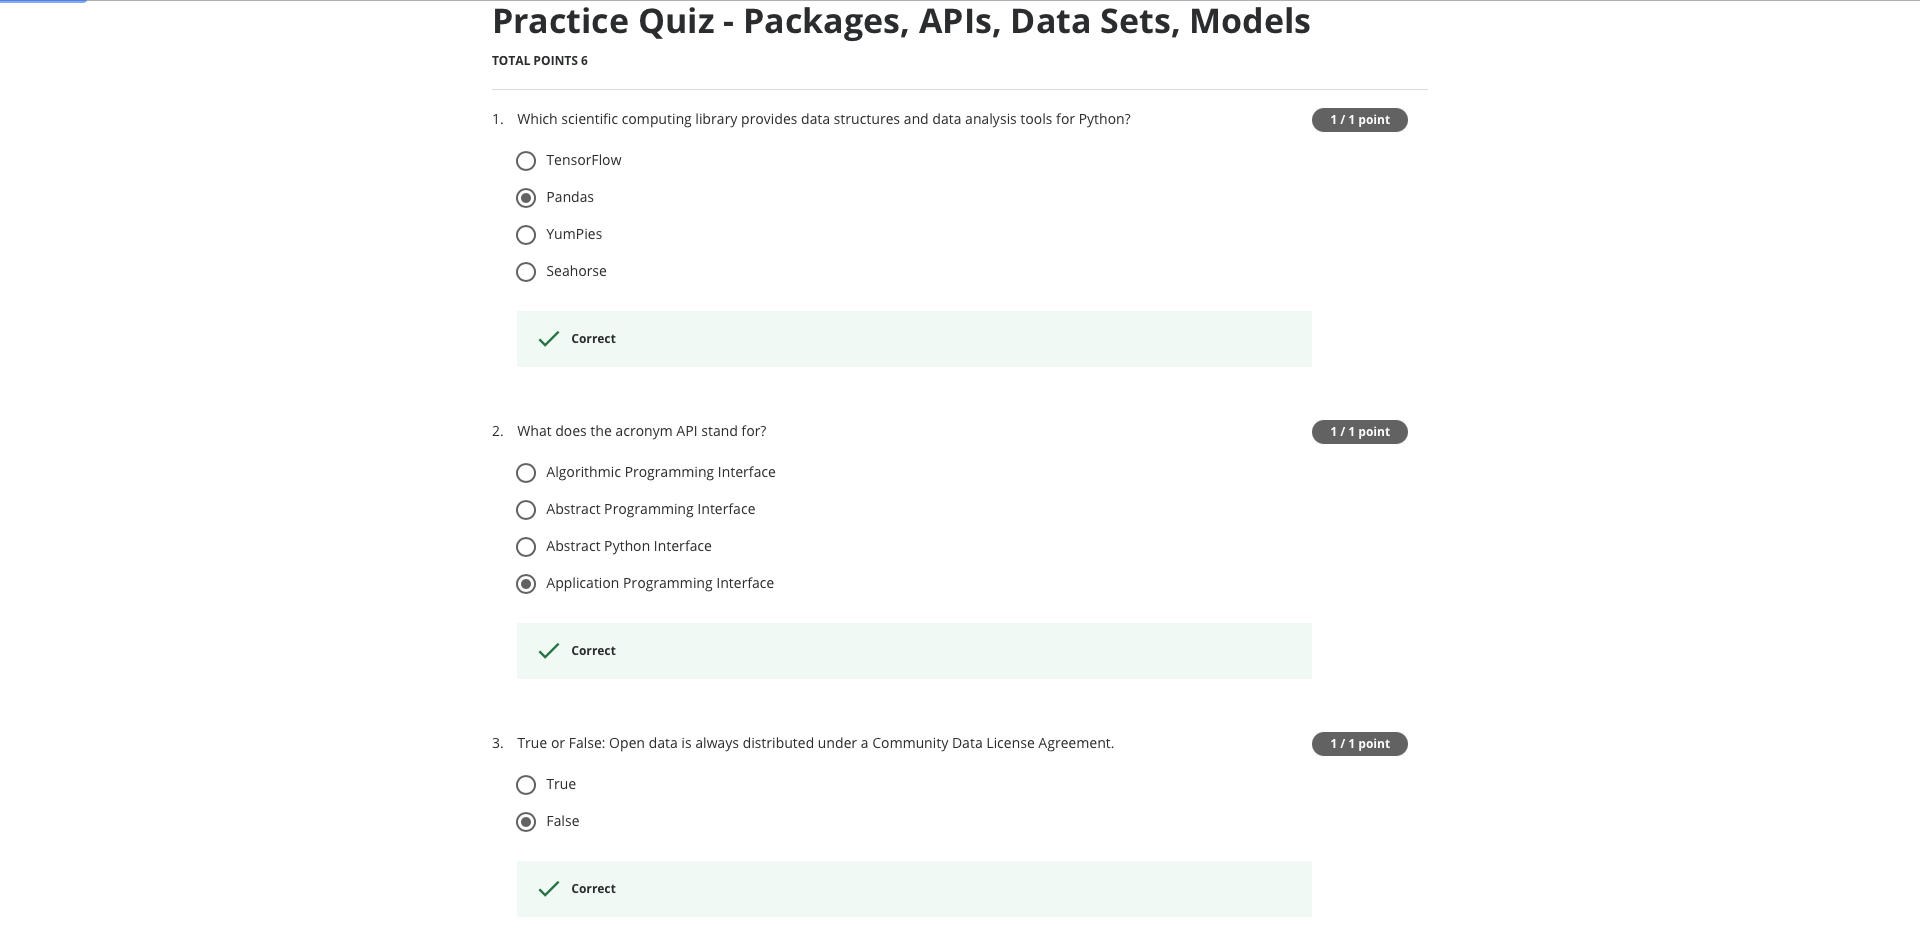 Practice Quiz - Packages, APIs, Data Sets, Models
TOTAL POINTS 6
1. Which scientific computing library provides data structures and data analysis tools for Python?
1 / 1 point
TensorFlow
Pandas
YumPies
Seahorse
Correct
2. What does the acronym API stand for?
1 / 1 point
Algorithmic Programming Interface
Abstract Programming Interface
Abstract Python Interface
Application Programming Interface
Correct
3. True or False: Open data is always distributed under a Community Data License Agreement.
1 / 1 point
True
False
Correct